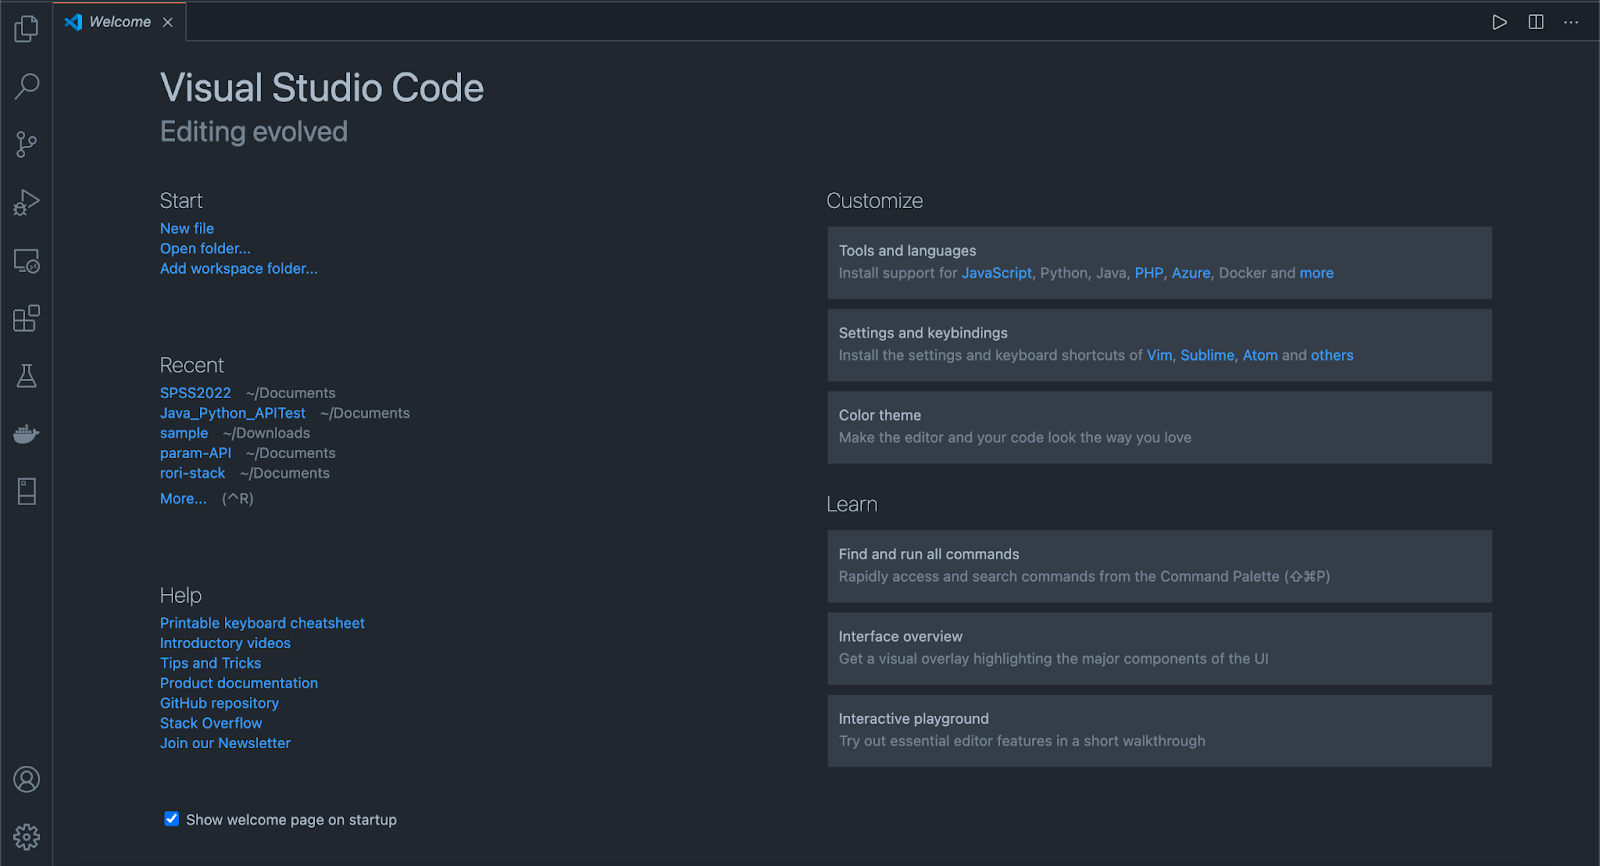 Welcome
Visual Studio Code
Editing evolved
Start
New file
Open folder...
Add workspace folder...
Recent
SPSS2022 ~/Documents
Java_Python_APITest ~/Documents
sample ~/Downloads
param-API ~/Documents
rori-stack ~/Documents
More... (^R)
Help
Printable keyboard cheatsheet
Introductory videos
Tips and Tricks
Product documentation
GitHub repository
Stack Overflow
Join our Newsletter
Show welcome page on startup
Customize
Tools and languages
Install support for JavaScript, Python, Java, PHP, Azure, Docker and more
Settings and keybindings
Install the settings and keyboard shortcuts of Vim, Sublime, Atom and others
Color theme
Make the editor and your code look the way you love
Learn
Find and run all commands
Rapidly access and search commands from the Command Palette (⇧⌘P)
Interface overview
Get a visual overlay highlighting the major components of the UI
Interactive playground
Try out essential editor features in a short walkthrough